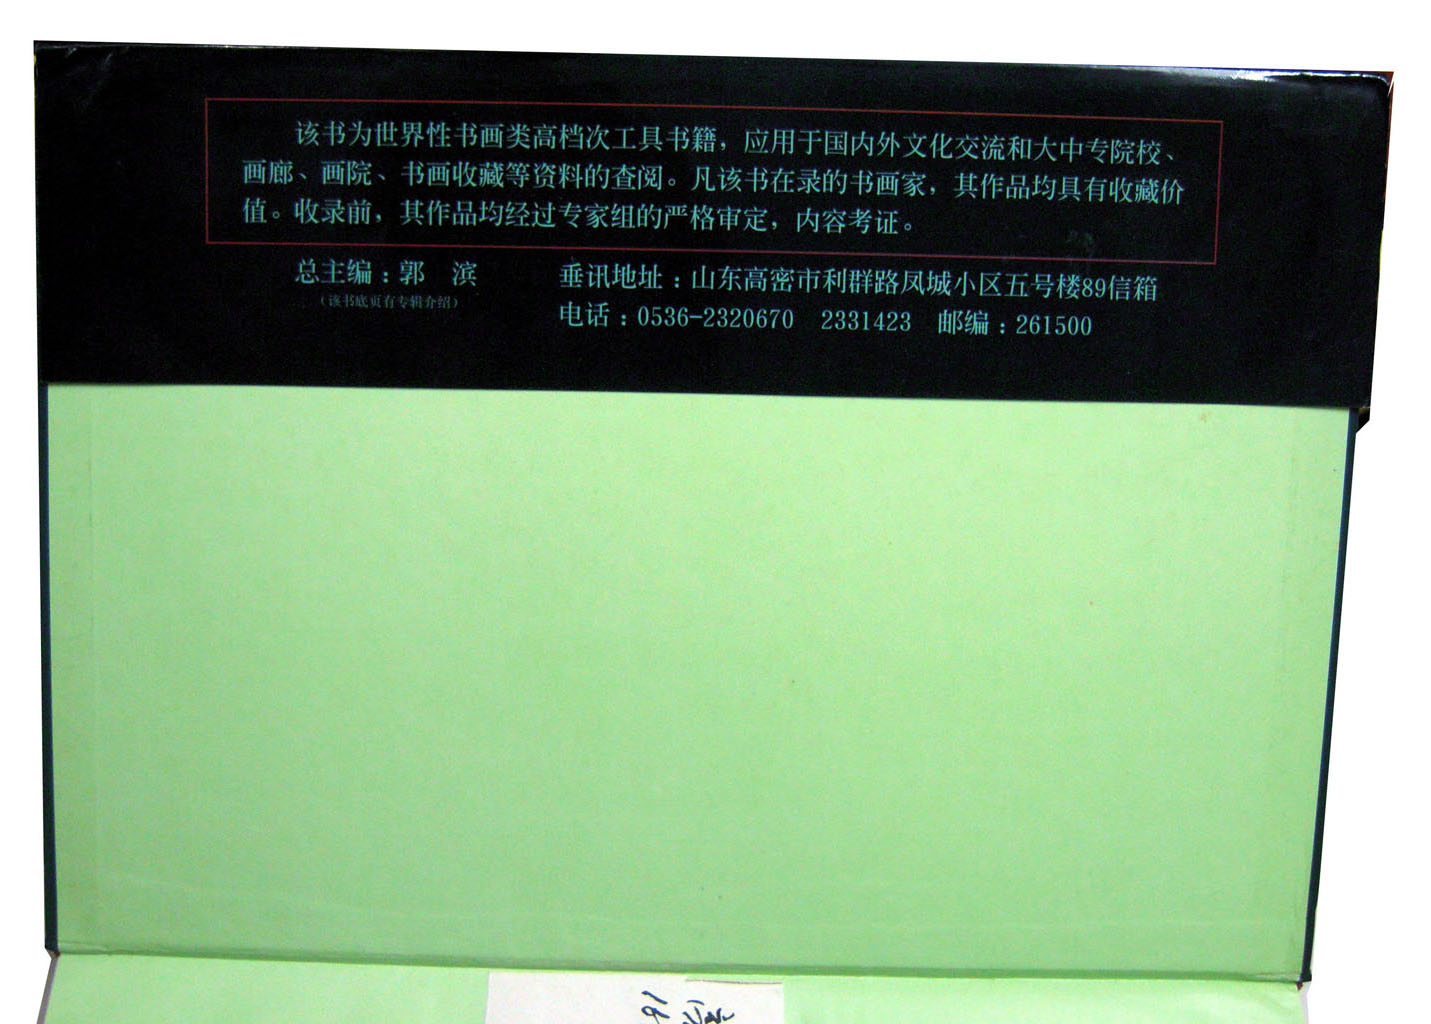 该书为世界性书画类高档次工具书籍，应用于国内外文化交流和大中专院校、
画廊、画院、书画收藏等资料的查阅。凡该书在录的书画家，其作品均具有收藏价
值。收录前，其作品均经过专家组的严格审定，内容考证。
总主编：郭 滨
（该书底页有专辑介绍）
垂讯地址：山东高密市利群路凤城小区五号楼89信箱
电话：0536-2320670 2331423 邮编：261500